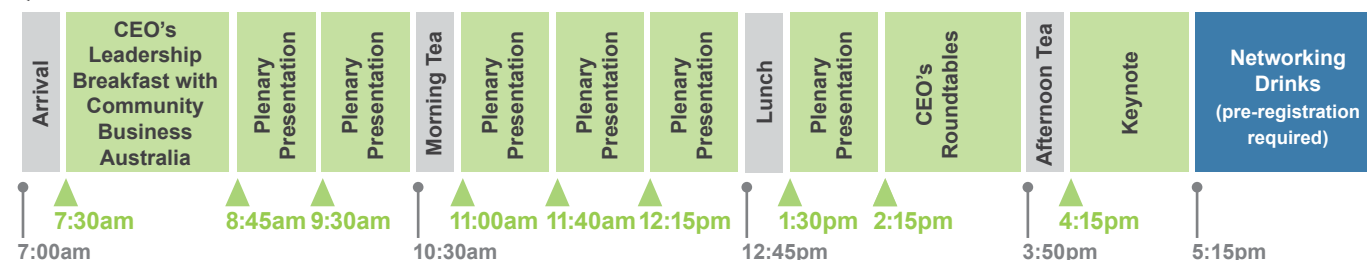 Arrival
CEO's
Leadership
Breakfast with
Community
Business
Australia
Plenary
Presentation
Plenary
Presentation
Morning Tea
Plenary
Presentation
Plenary
Presentation
Plenary
Presentation
Lunch
Plenary
Presentation
CEO's
Roundtables
Afternoon Tea
Keynote
Networking
Drinks
(pre-registration
required)
7:30am
8:45am
9:30am
11:00am
11:40am
12:15pm
1:30pm
2:15pm
4:15pm
7:00am
10:30am
12:45pm
3:50pm
5:15pm